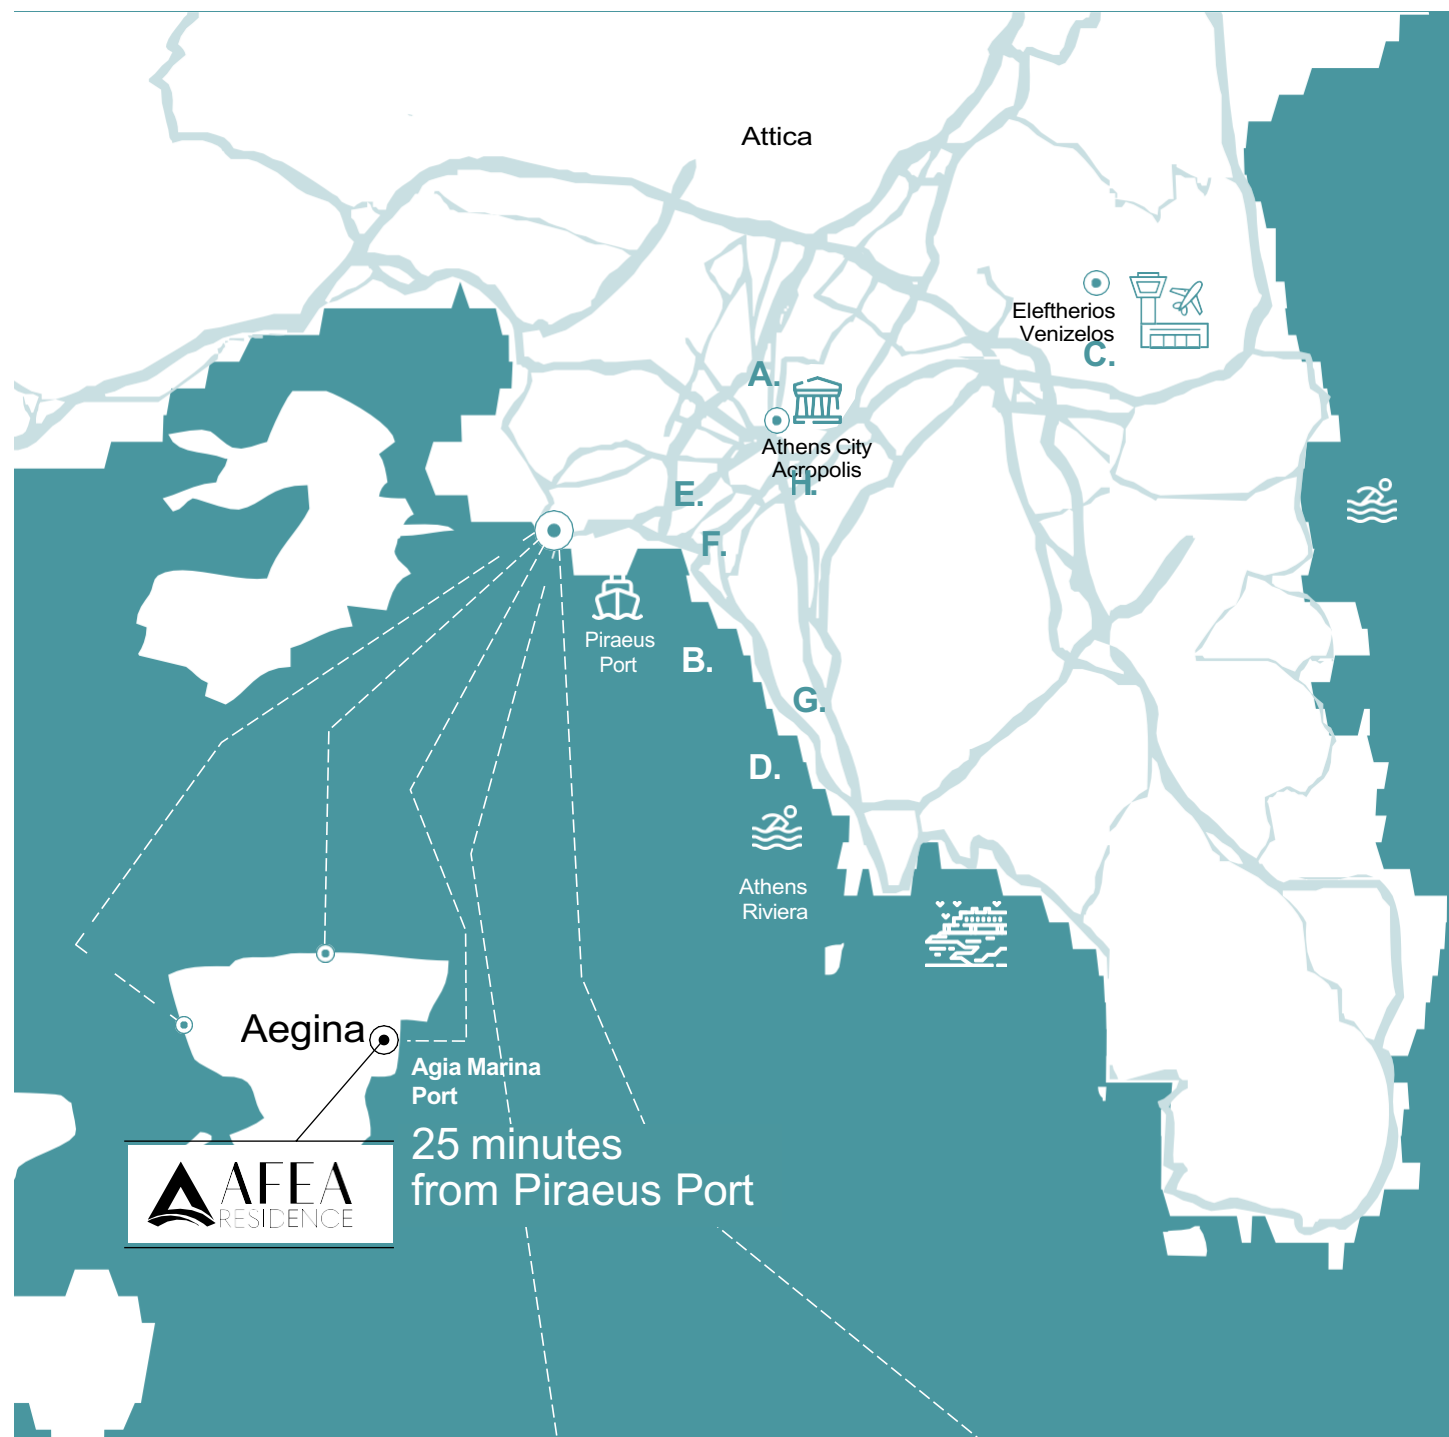 Attica
Eleftherios
Venizelos
C.
A.
Athens City
Acropolis
H.
E.
F.
Piraeus
Port
B.
G.
D.
Athens
Riviera
Aegina
Agia Marina
Port
25 minutes
from Piraeus Port
AFEA
RESIDENCE